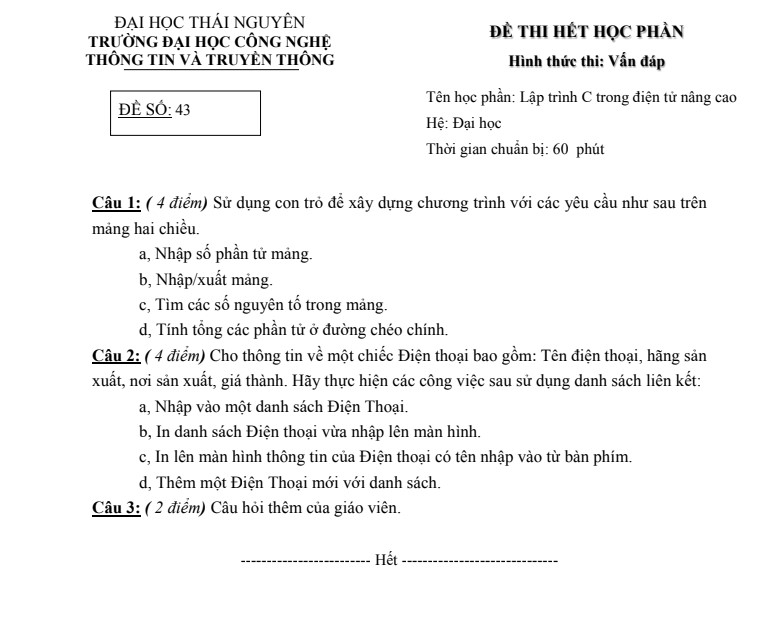 ĐẠI HỌC THÁI NGUYÊN
TRƯỜNG ĐẠI HỌC CÔNG NGHỆ
THÔNG TIN VÀ TRUYỀN THÔNG
ĐỀ THI HẾT HỌC PHẦN
Hình thức thi: Vấn đáp
ĐỀ SỐ: 43
Tên học phần: Lập trình C trong điện tử nâng cao
Hệ: Đại học
Thời gian chuẩn bị: 60 phút
Câu 1: ( 4 điểm) Sử dụng con trỏ để xây dựng chương trình với các yêu cầu như sau trên
mảng hai chiều.
a, Nhập số phần tử mảng.
b, Nhập/xuất mảng.
c, Tìm các số nguyên tố trong mảng.
d, Tính tổng các phần tử ở đường chéo chính.
Câu 2: ( 4 điểm) Cho thông tin về một chiếc Điện thoại bao gồm: Tên điện thoại, hãng sản
xuất, nơi sản xuất, giá thành. Hãy thực hiện các công việc sau sử dụng danh sách liên kết:
a, Nhập vào một danh sách Điện Thoại.
b, In danh sách Điện thoại vừa nhập lên màn hình.
c, In lên màn hình thông tin của Điện thoại có tên nhập vào từ bàn phím.
d, Thêm một Điện Thoại mới với danh sách.
Câu 3: ( 2 điểm) Câu hỏi thêm của giáo viên.
------------------------- Hết ------------------------------